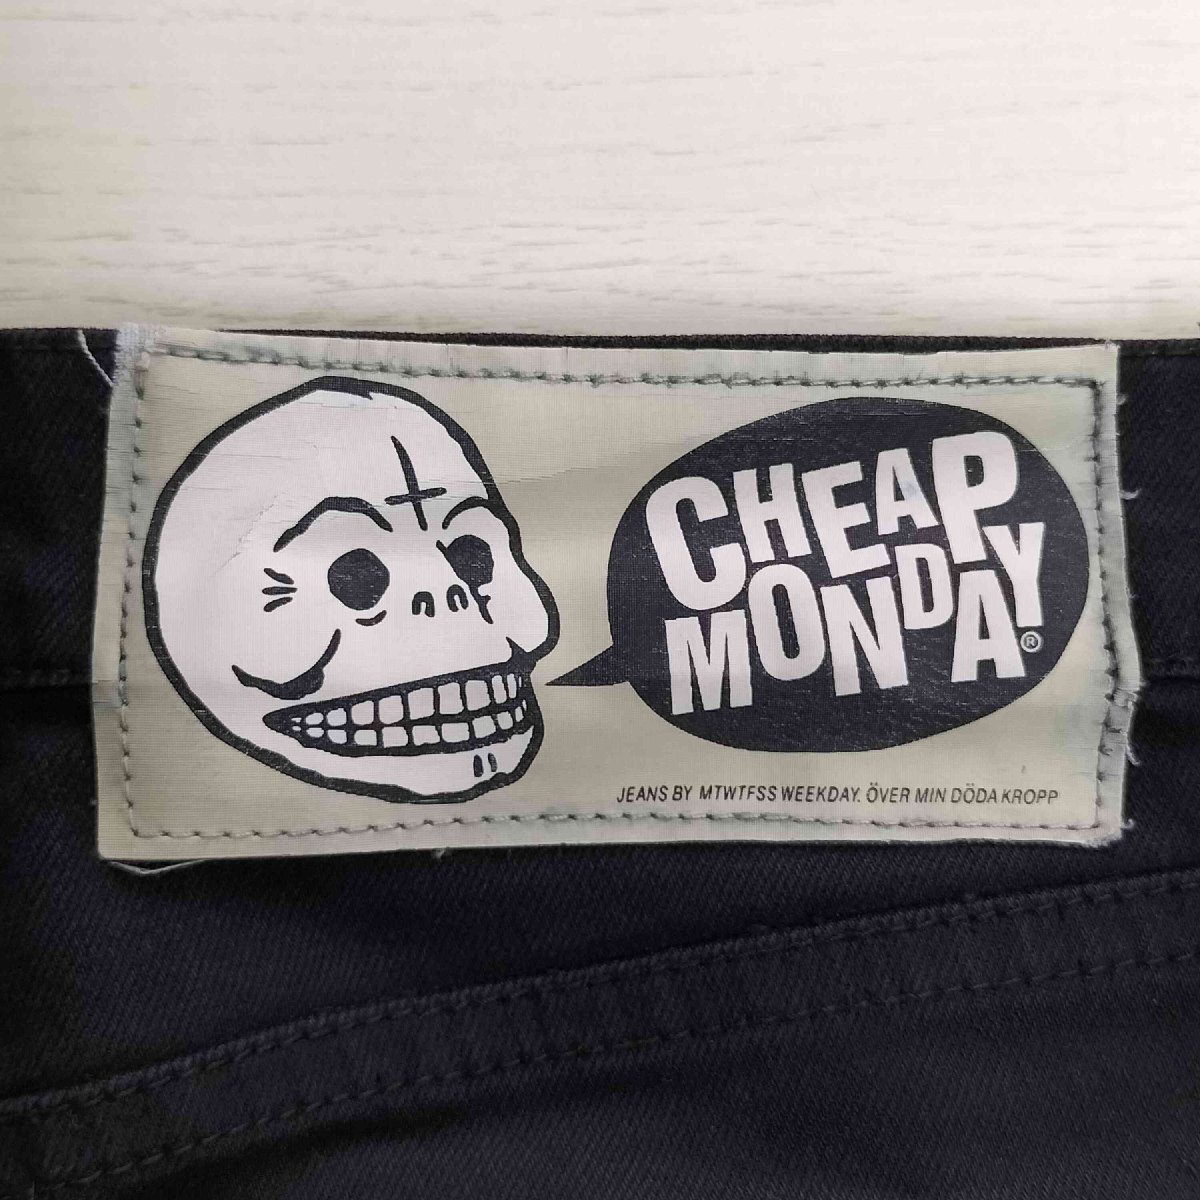 CHEAP
MONDAY®
JEANS BY MTWTFSS WEEKDAY. ÖVER MIN DÖDA KROPP